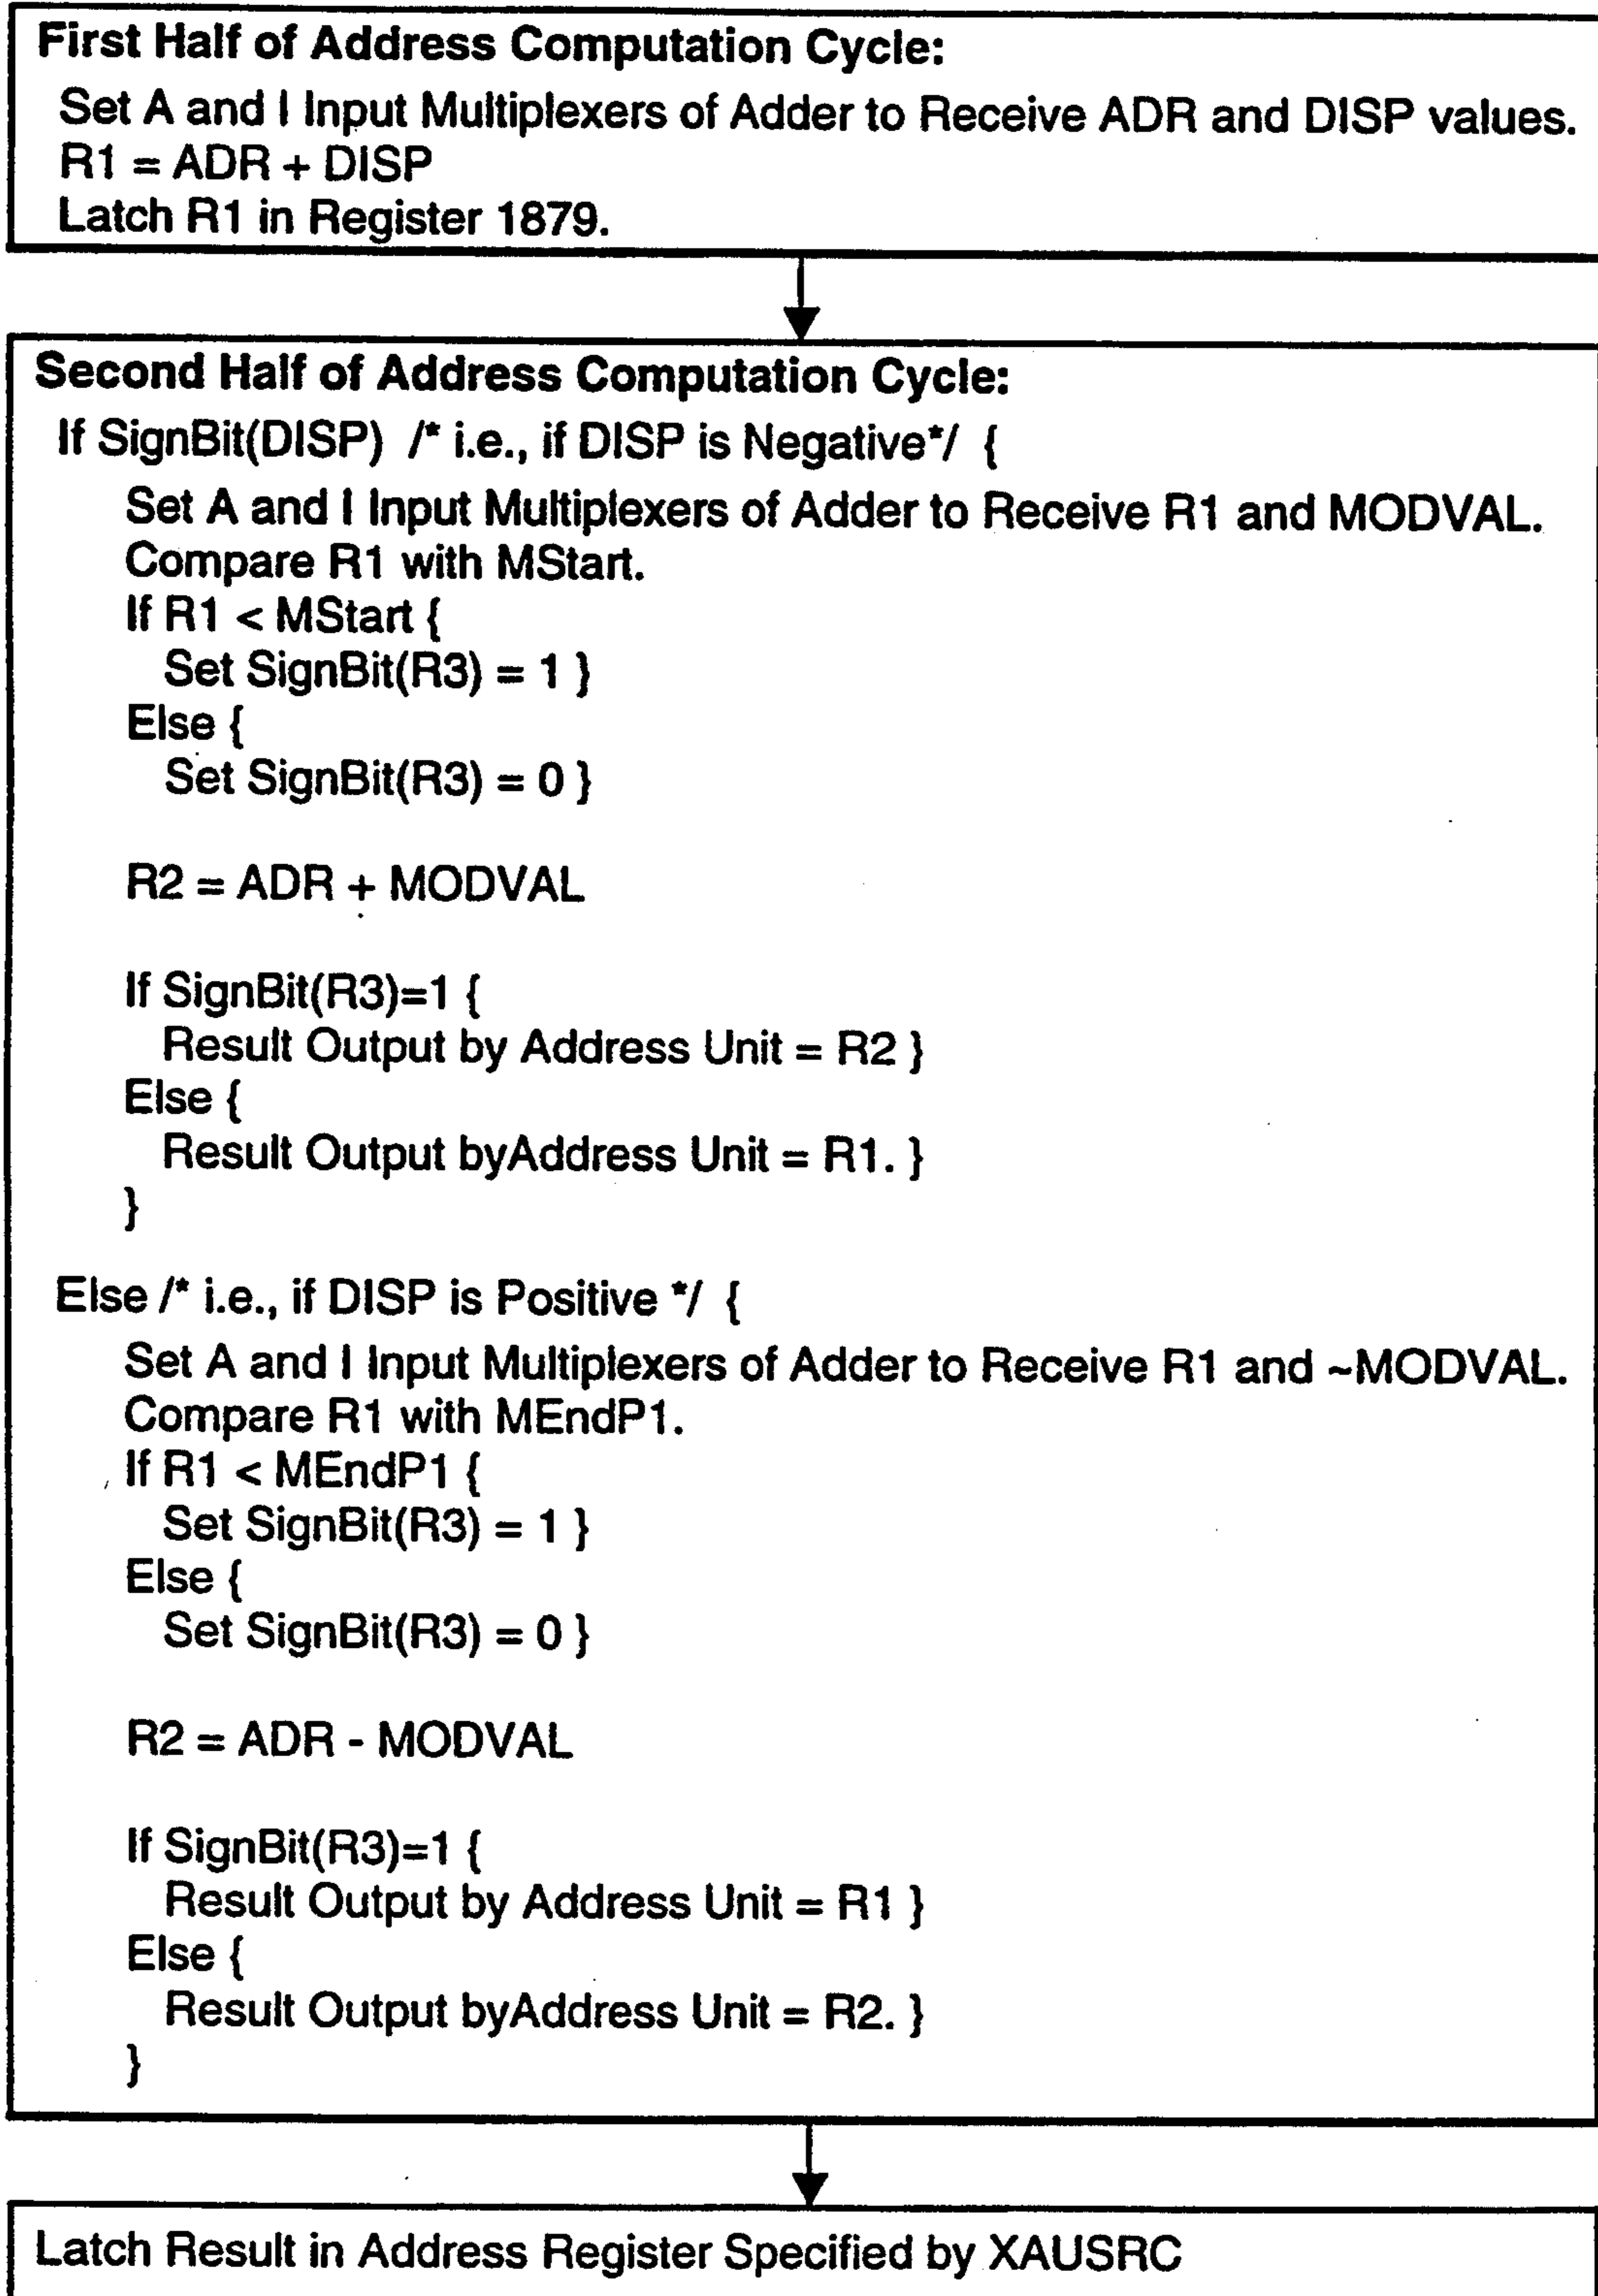 First Half of Address Computation Cycle:
Set A and I Input Multiplexers of Adder to Receive ADR and DISP values.
R1 = ADR + DISP
Latch R1 in Register 1879.
Second Half of Address Computation Cycle:
If SignBit(DISP) /* i.e., if DISP is Negative*/ {
Set A and I Input Multiplexers of Adder to Receive R1 and MODVAL.
Compare R1 with MStart.
If R1 < MStart {
Set SignBit(R3) = 1 }
Else {
Set SignBit(R3) = 0 }
R2 = ADR + MODVAL
If SignBit(R3)=1 {
Result Output by Address Unit = R2 }
Else {
Result Output byAddress Unit = R1. }
}
Else /* i.e., if DISP is Positive */ {
Set A and I Input Multiplexers of Adder to Receive R1 and ~MODVAL.
Compare R1 with MEndP1.
If R1 < MEndP1 {
Set SignBit(R3) = 1 }
Else {
Set SignBit(R3) = 0 }
R2 = ADR - MODVAL
If SignBit(R3)=1 {
Result Output by Address Unit = R1 }
Else {
Result Output byAddress Unit = R2. }
}
Latch Result in Address Register Specified by XAUSRC